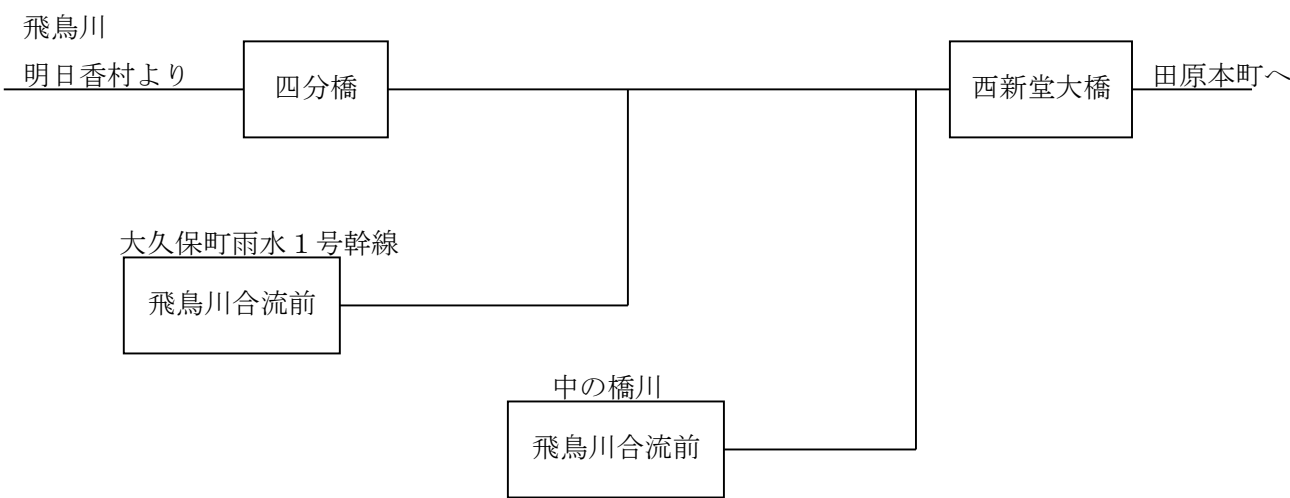 飛鳥川
明日香村より
四分橋
西新堂大橋
田原本町へ
大久保町雨水１号幹線
飛鳥川合流前
中の橋川
飛鳥川合流前